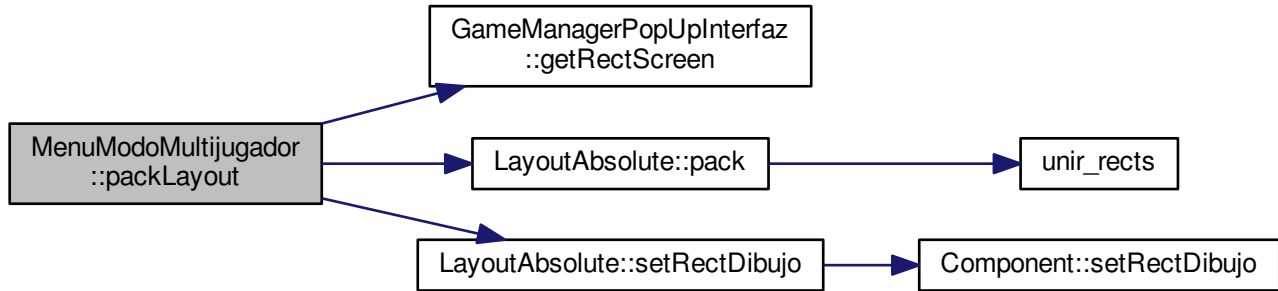 GameManagerPopUpInterfaz
::getRectScreen
MenuModoMultijugador
::packLayout
LayoutAbsolute::pack
unir_rects
LayoutAbsolute::setRectDibujo
Component::setRectDibujo